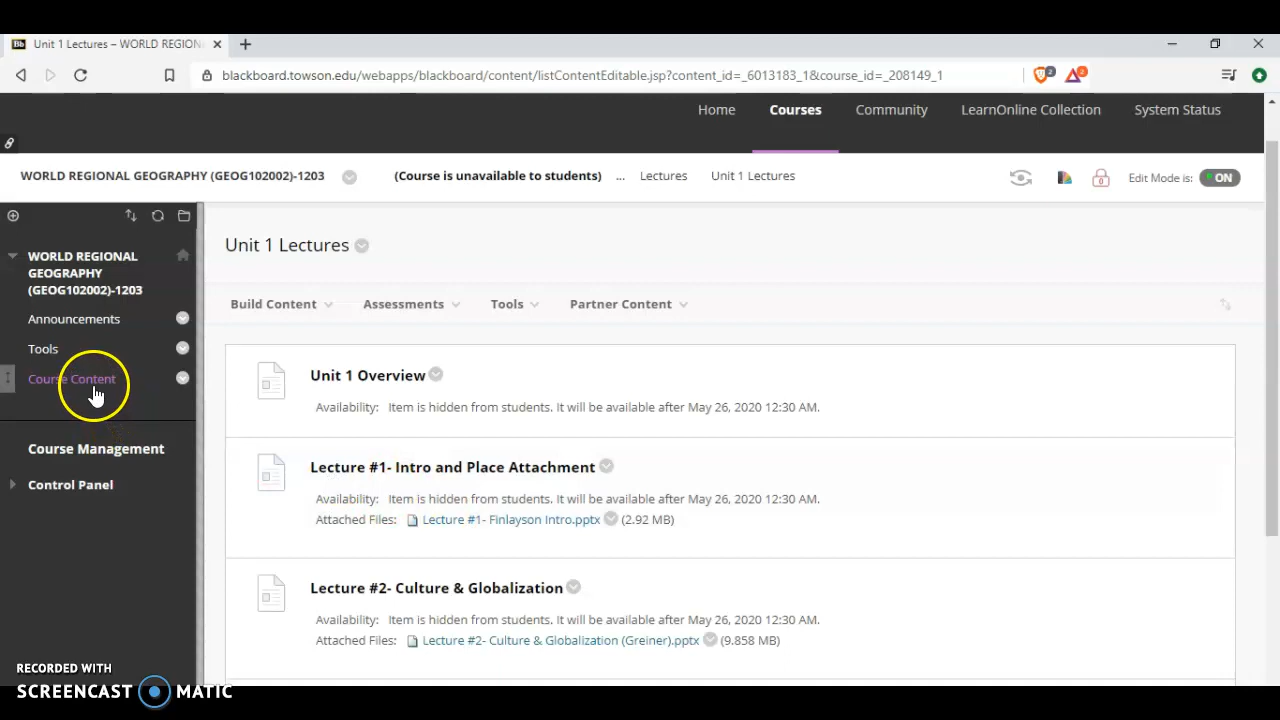 Bb Unit 1 Lectures – WORLD REGION
blackboard.towson.edu/webapps/blackboard/content/listContentEditable.jsp?content_id=_6013183_1&course_id=_208149_1 2 2
Home Courses Community LearnOnline Collection System Status
WORLD REGIONAL GEOGRAPHY (GEOG102002)-1203 (Course is unavailable to students) ... Lectures Unit 1 Lectures 0 Edit Mode is: ON
WORLD REGIONAL
GEOGRAPHY
(GEOG102002)-1203
Announcements
Tools
Course Content
Course Management
Control Panel
Unit 1 Lectures
Build Content Assessments Tools Partner Content
Unit 1 Overview
Availability: Item is hidden from students. It will be available after May 26, 2020 12:30 AM.
Lecture #1- Intro and Place Attachment
Availability: Item is hidden from students. It will be available after May 26, 2020 12:30 AM.
Attached Files: Lecture #1- Finlayson Intro.pptx (2.92 MB)
Lecture #2- Culture & Globalization
Availability: Item is hidden from students. It will be available after May 26, 2020 12:30 AM.
Attached Files: Lecture #2- Culture & Globalization (Greiner).pptx (9.858 MB)
RECORDED WITH
SCREENCAST MATIC